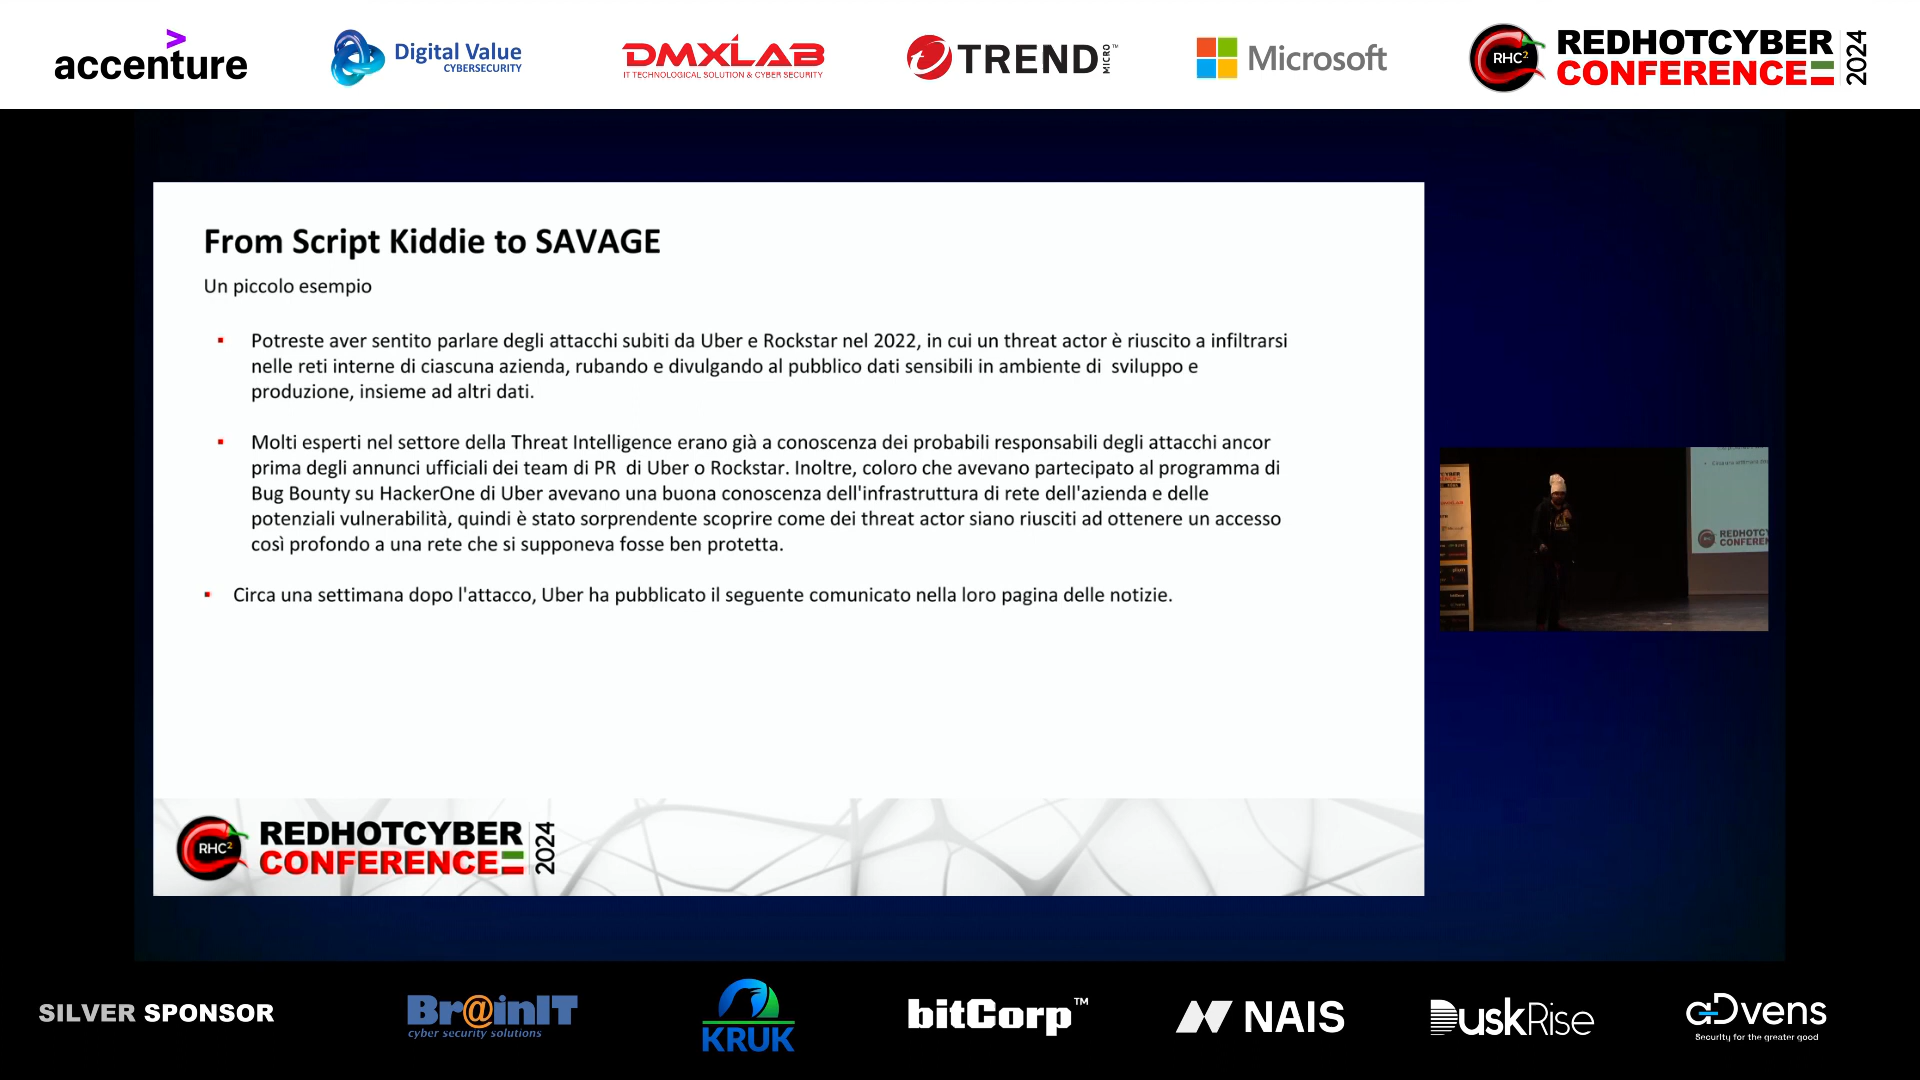 accenture
Digital Value
CYBERSECURITY
DMXLAB
IT TECHNOLOGICAL SOLUTION & CYBER SECURITY
TREND MICRO™
Microsoft
RHC²
REDHOTCYBER
CONFERENCE
2024
From Script Kiddie to SAVAGE
Un piccolo esempio
▪ Potreste aver sentito parlare degli attacchi subiti da Uber e Rockstar nel 2022, in cui un threat actor è riuscito a infiltrarsi
nelle reti interne di ciascuna azienda, rubando e divulgando al pubblico dati sensibili in ambiente di sviluppo e
produzione, insieme ad altri dati.
▪ Molti esperti nel settore della Threat Intelligence erano già a conoscenza dei probabili responsabili degli attacchi ancor
prima degli annunci ufficiali dei team di PR di Uber o Rockstar. Inoltre, coloro che avevano partecipato al programma di
Bug Bounty su HackerOne di Uber avevano una buona conoscenza dell'infrastruttura di rete dell'azienda e delle
potenziali vulnerabilità, quindi è stato sorprendente scoprire come dei threat actor siano riusciti ad ottenere un accesso
così profondo a una rete che si supponeva fosse ben protetta.
▪ Circa una settimana dopo l'attacco, Uber ha pubblicato il seguente comunicato nella loro pagina delle notizie.
RHC²
REDHOTCYBER
CONFERENCE
2024
REDHOTC
CONFEREN
SILVER SPONSOR
Br@inIT
cyber security solutions
KRUK
bitCorp™
NAIS
DuskRise
aDvens
Security for the greater good